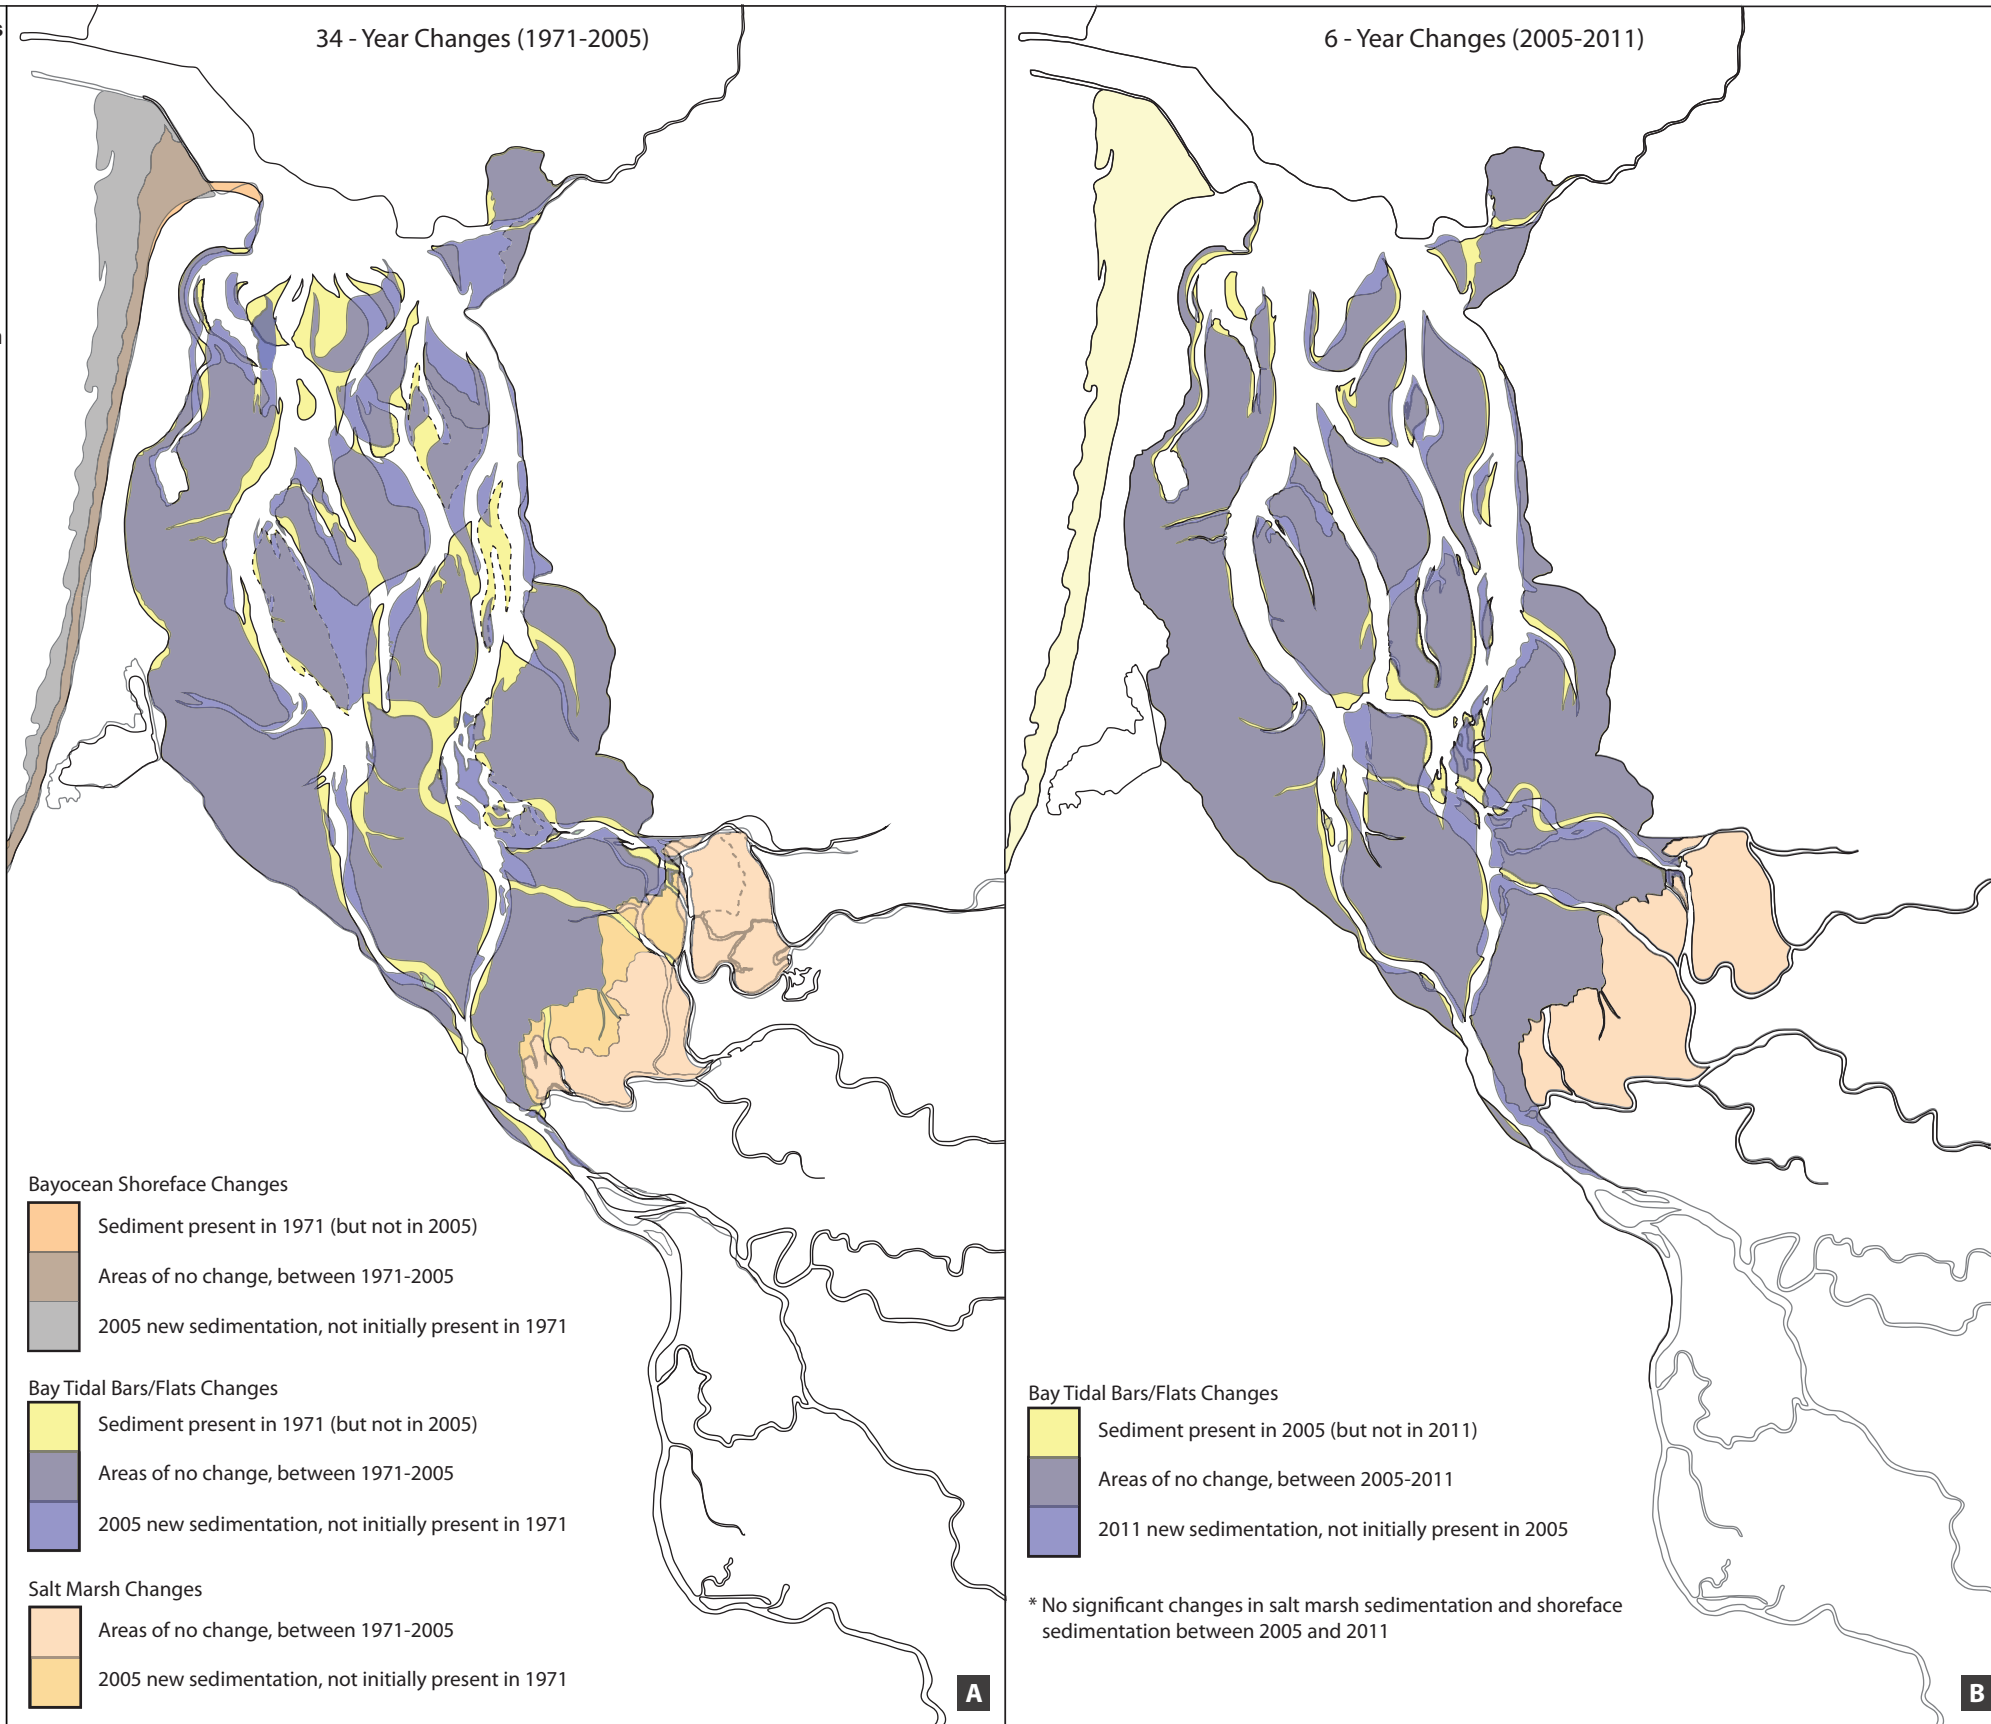 34 - Year Changes (1971-2005)
Bayocean Shoreface Changes
Sediment present in 1971 (but not in 2005)
Areas of no change, between 1971-2005
2005 new sedimentation, not initially present in 1971
Bay Tidal Bars/Flats Changes
Sediment present in 1971 (but not in 2005)
Areas of no change, between 1971-2005
2005 new sedimentation, not initially present in 1971
Salt Marsh Changes
Areas of no change, between 1971-2005
2005 new sedimentation, not initially present in 1971
A
6 - Year Changes (2005-2011)
Bay Tidal Bars/Flats Changes
Sediment present in 2005 (but not in 2011)
Areas of no change, between 2005-2011
2011 new sedimentation, not initially present in 2005
* No significant changes in salt marsh sedimentation and shoreface
sedimentation between 2005 and 2011
B